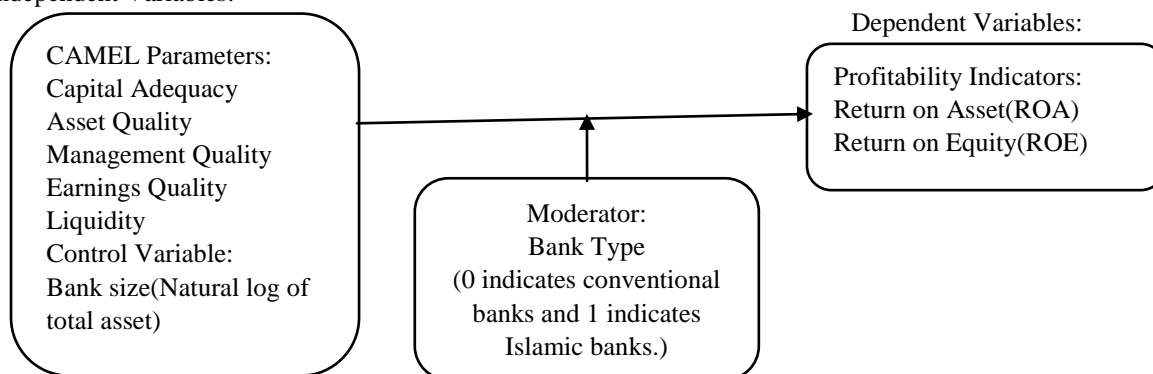 Dependent Variables:
CAMEL Parameters:
Capital Adequacy
Asset Quality
Management Quality
Earnings Quality
Liquidity
Control Variable:
Bank size(Natural log of
total asset)
Profitability Indicators:
Return on Asset(ROA)
Return on Equity(ROE)
Moderator:
Bank Type
(0 indicates conventional
banks and 1 indicates
Islamic banks.)